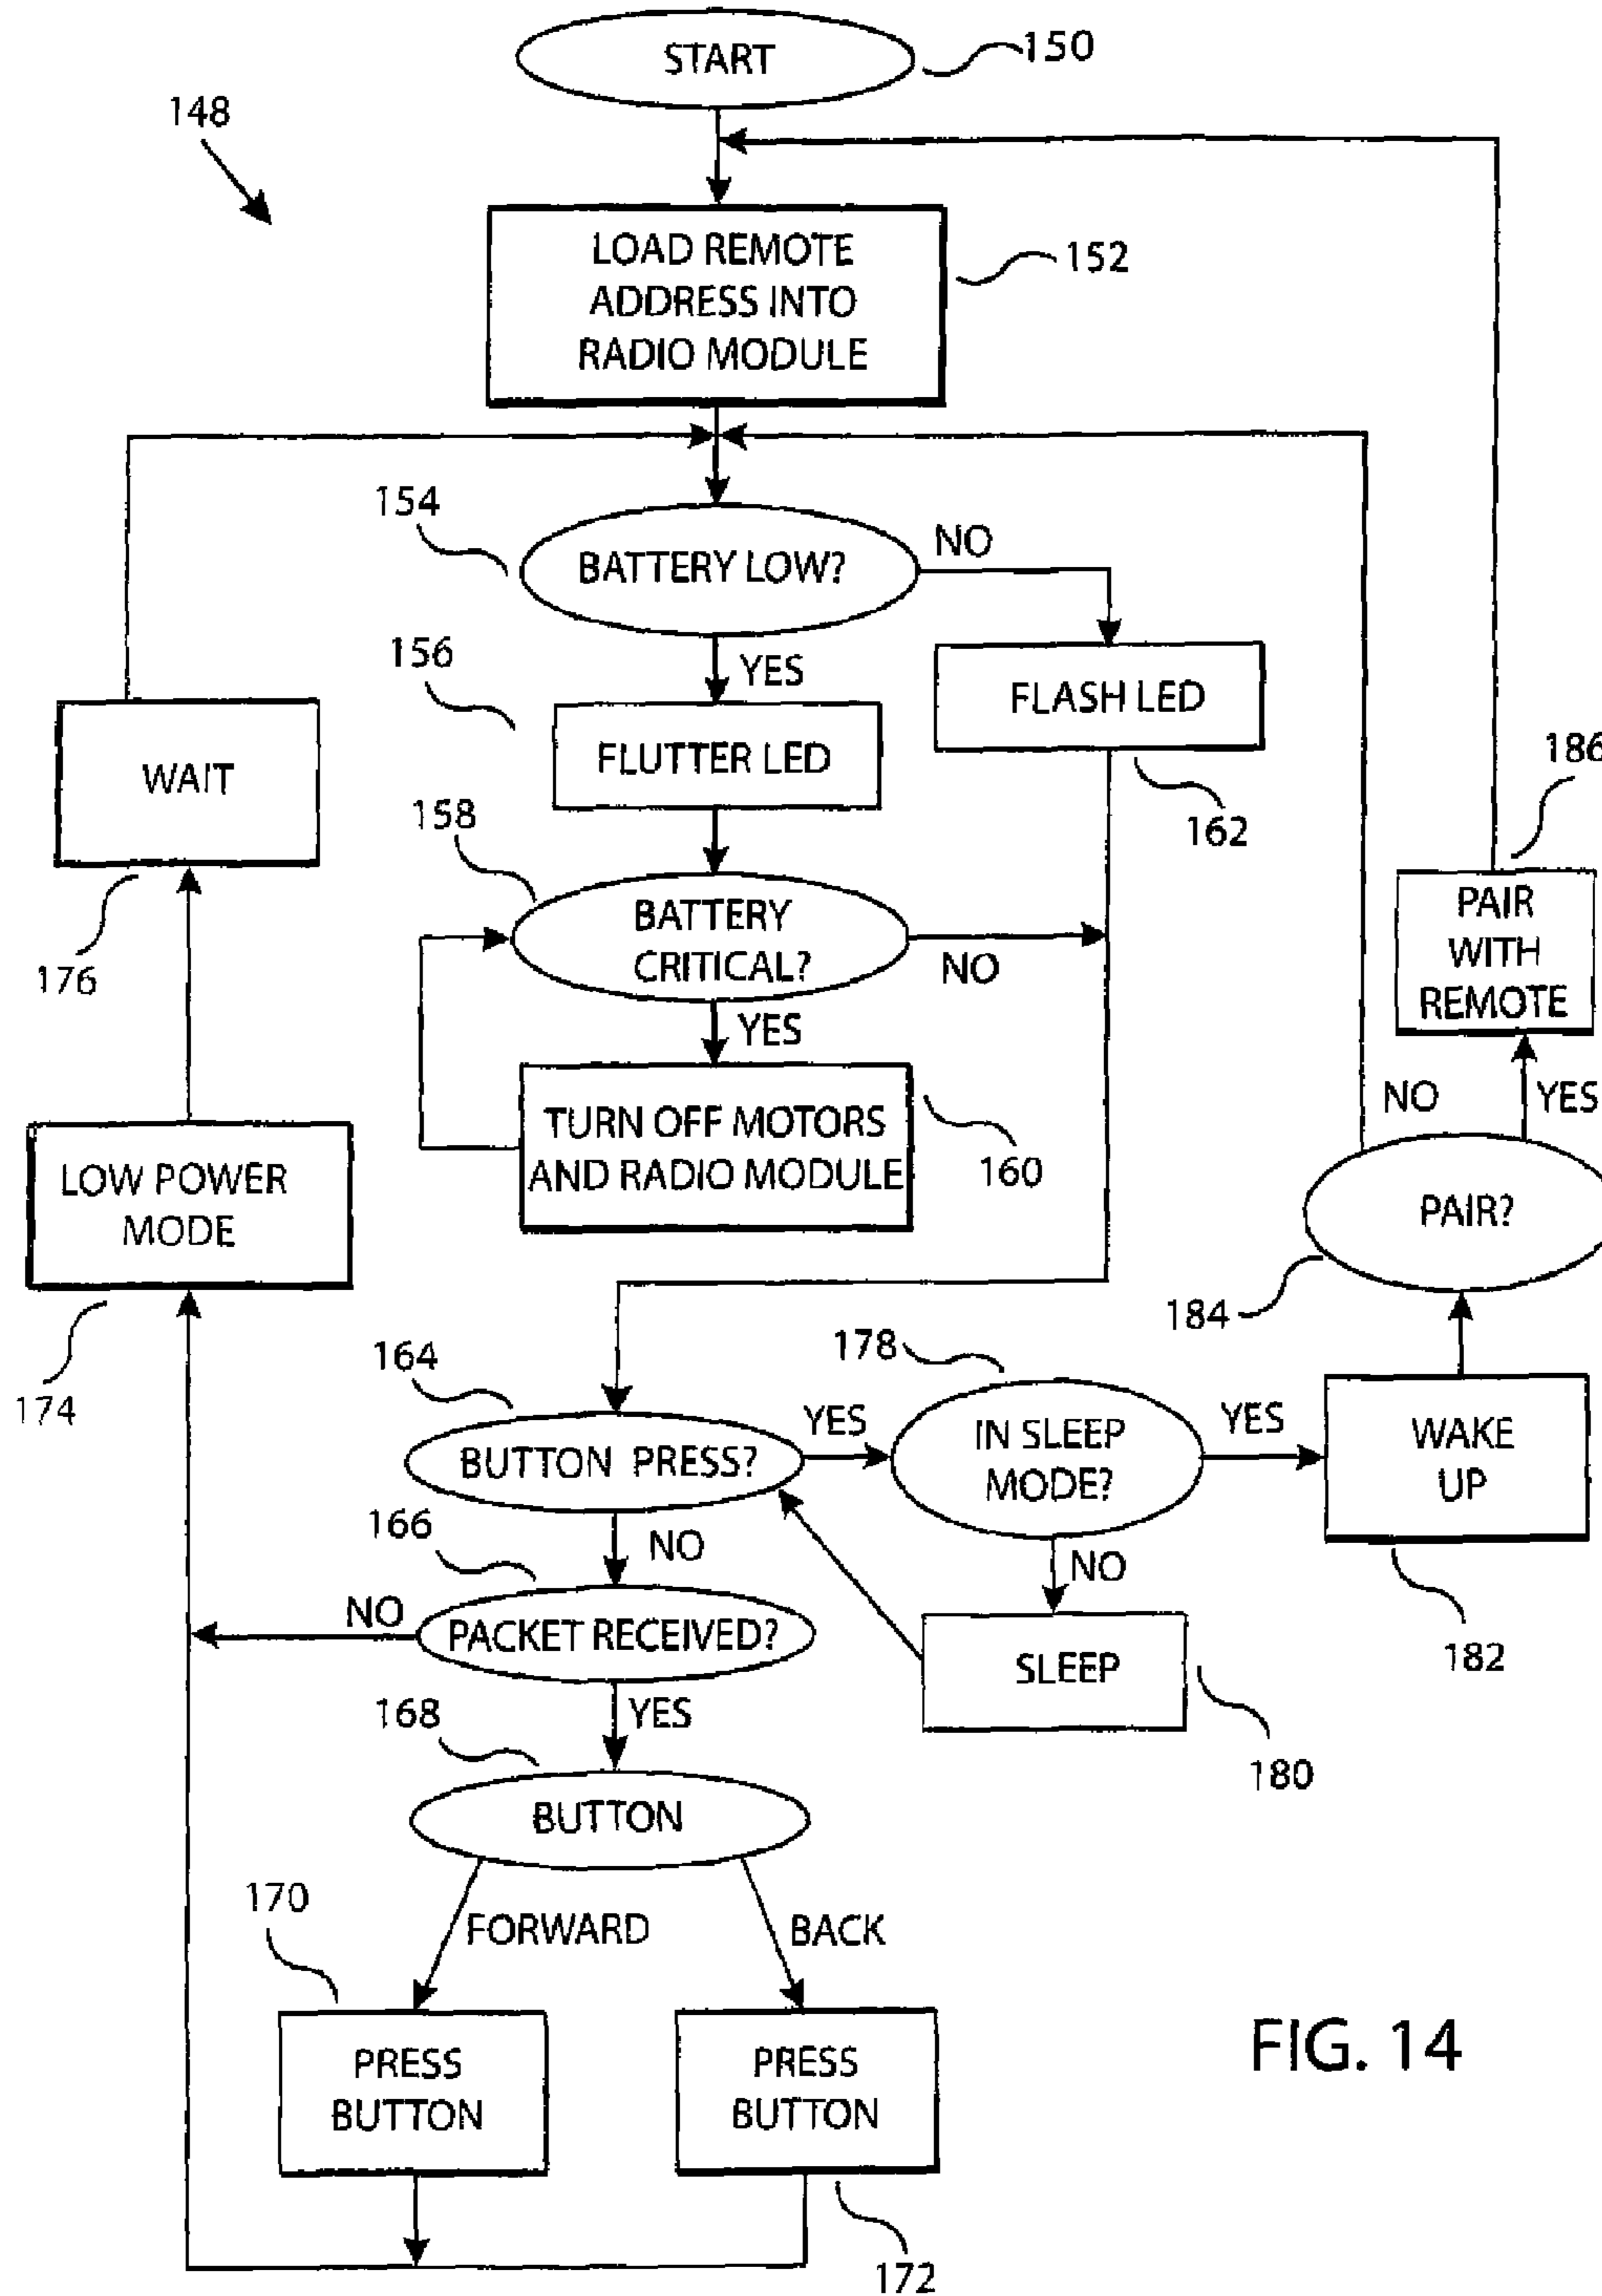 START
150
148
LOAD REMOTE
ADDRESS INTO
RADIO MODULE
152
154
BATTERY LOW?
NO
YES
156
FLUTTER LED
FLASH LED
162
WAIT
176
158
BATTERY
CRITICAL?
NO
YES
186
PAIR
WITH
REMOTE
NO
YES
TURN OFF MOTORS
AND RADIO MODULE
160
LOW POWER
MODE
174
PAIR?
184
164
BUTTON PRESS?
YES
178
IN SLEEP
MODE?
YES
WAKE
UP
182
NO
NO
166
PACKET RECEIVED?
NO
SLEEP
180
YES
168
BUTTON
FORWARD
BACK
170
PRESS
BUTTON
PRESS
BUTTON
172
FIG. 14